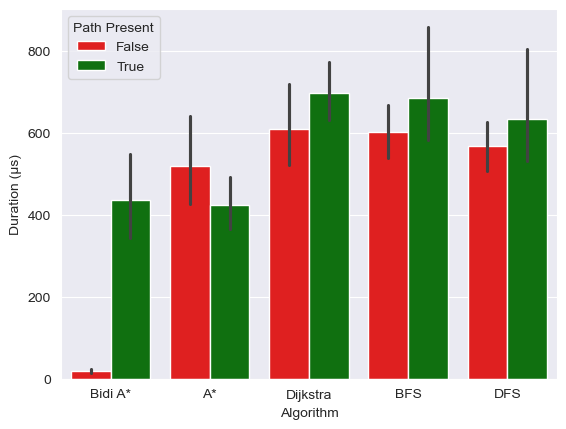 Path Present
False
True
800
600
400
200
0
Duration (µs)
Bidi A* A* Dijkstra BFS DFS
Algorithm